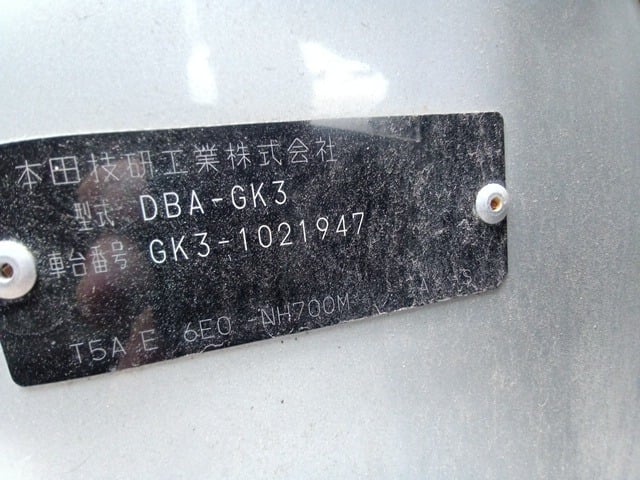 本田技研工業株式会社
型式 DBA-GK3
車台番号 GK3-1021947
T5A E 6E0 NH700M A